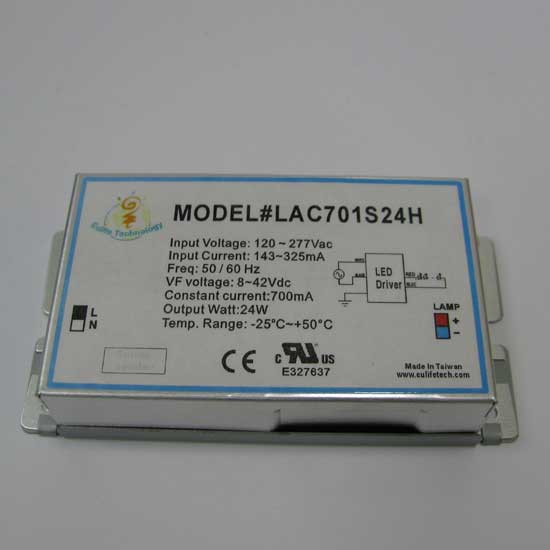 Eulife Technology
MODEL#LAC701S24H
Input Voltage: 120~277Vac
Input Current: 143~325mA
Freq: 50 / 60 Hz
VF voltage: 8~42Vdc
Constant current:700mA
Output Watt:24W
Temp. Range: -25°C~+50°C
L
N
LED
Driver
RED
LAMP
+
−
CE
c RU US
E327637
Made In Taiwan
www.eulifetech.com